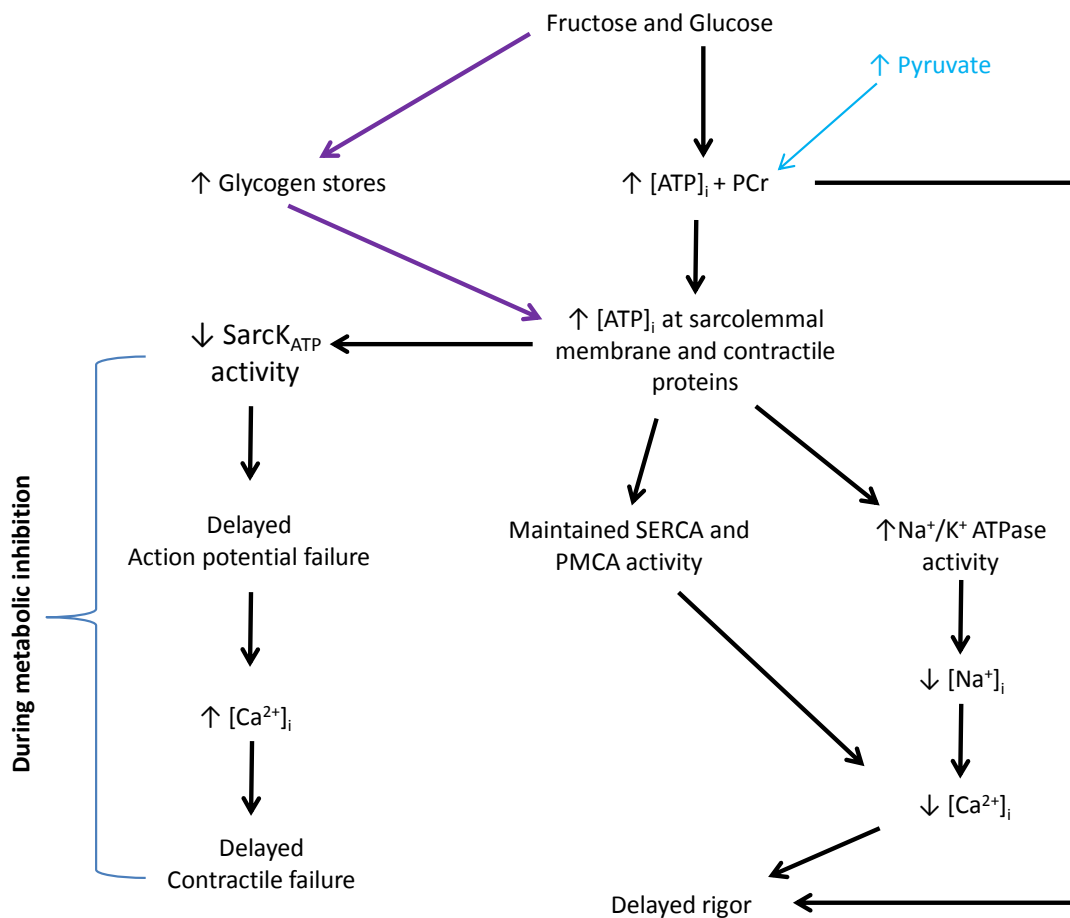 Fructose and Glucose
↑ Pyruvate
↑ Glycogen stores
↑ [ATP]i + PCr
↑ [ATP]i at sarcolemmal
membrane and contractile
proteins
↓ SarcKATP
activity
During metabolic inhibition
Delayed
Action potential failure
Maintained SERCA and
PMCA activity
↑Na⁺/K⁺ ATPase
activity
↓ [Na⁺]i
↑ [Ca²⁺]i
↓ [Ca²⁺]i
Delayed
Contractile failure
Delayed rigor